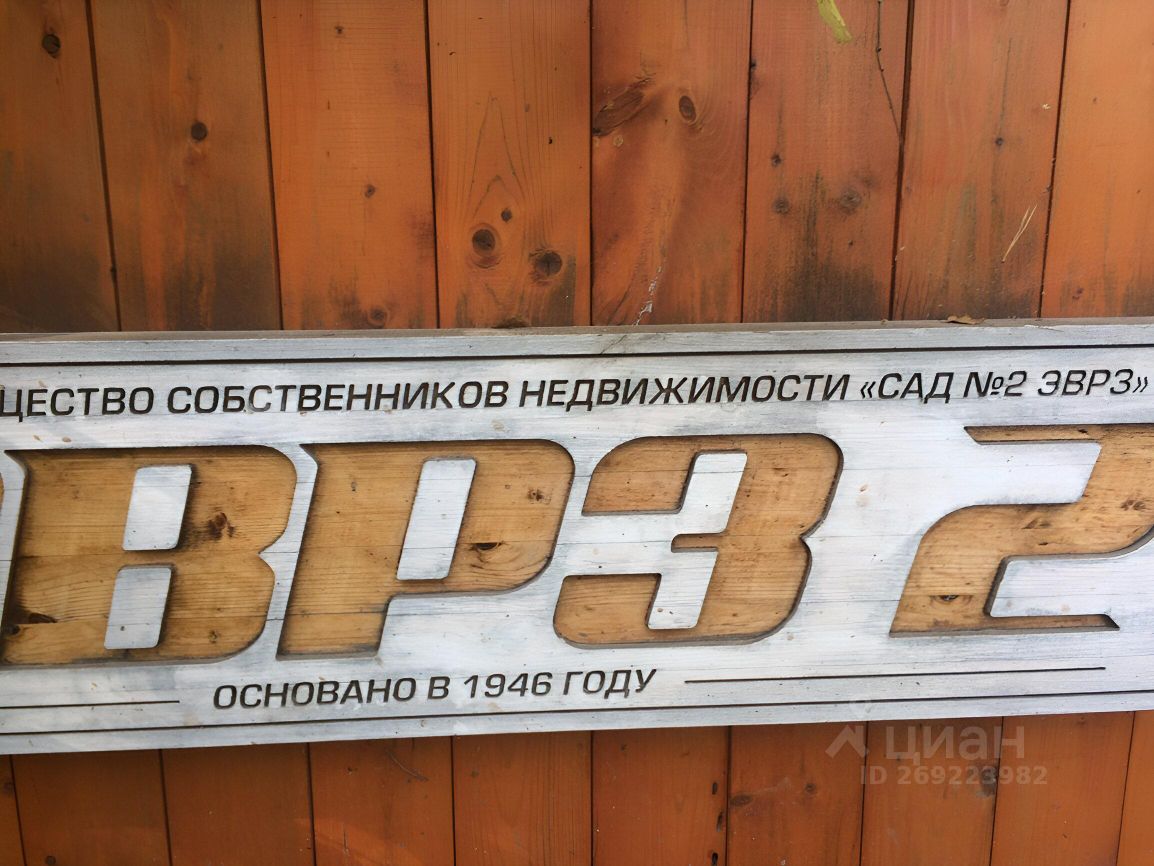 ЩЕСТВО СОБСТВЕННИКОВ НЕДВИЖИМОСТИ «САД №2 ЭВРЗ»
ВРЗ 2
ОСНОВАНО В 1946 ГОДУ
циан
ID 269223982